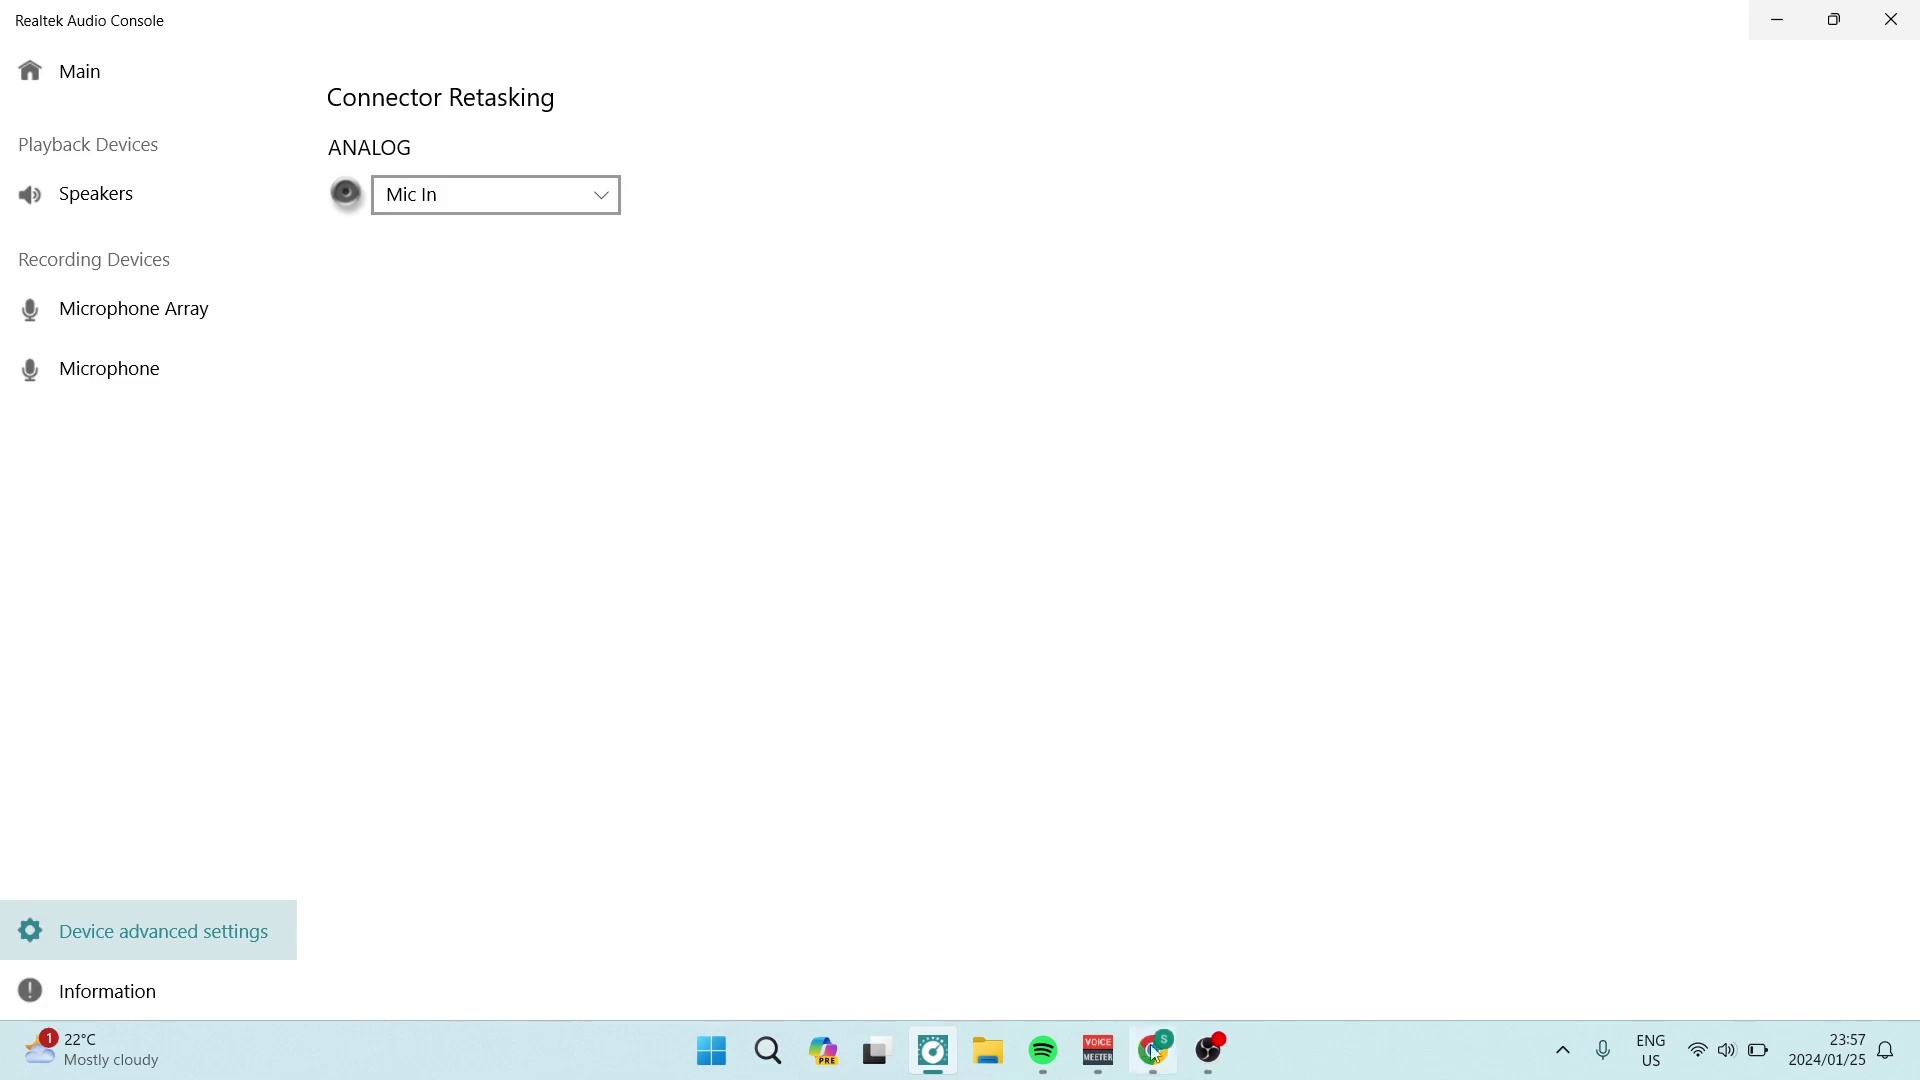 Realtek Audio Console
Main
Connector Retasking
Playback Devices
ANALOG
Speakers
Mic In
Recording Devices
Microphone Array
Microphone
Device advanced settings
Information
1
22°C
Mostly cloudy
PRE
VOICE
MEETER
S
ENG
US
23:57
2024/01/25